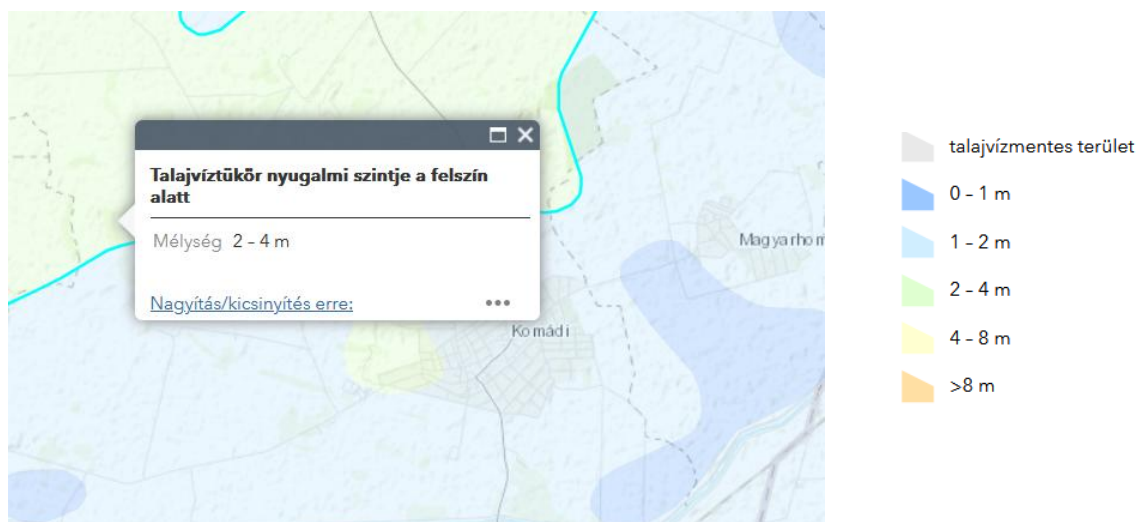 Talajvíztükör nyugalmi szintje a felszín
alatt
Mélység 2 - 4 m
Nagyítás/kicsinyítés erre:
Magyarhom
Komádi
talajvízmentes terület
0 - 1 m
1 - 2 m
2 - 4 m
4 - 8 m
>8 m